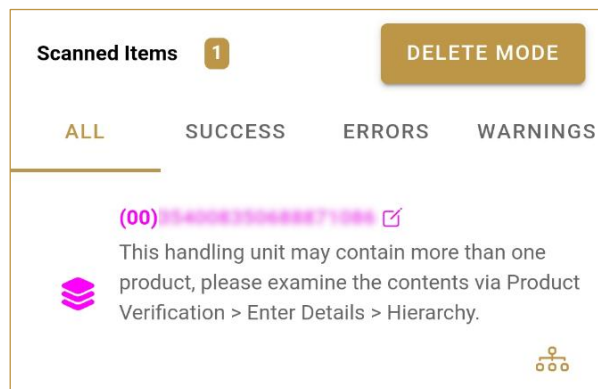 Scanned Items 1 DELETE MODE
ALL SUCCESS ERRORS WARNINGS
(00)
This handling unit may contain more than one
product, please examine the contents via Product
Verification > Enter Details > Hierarchy.